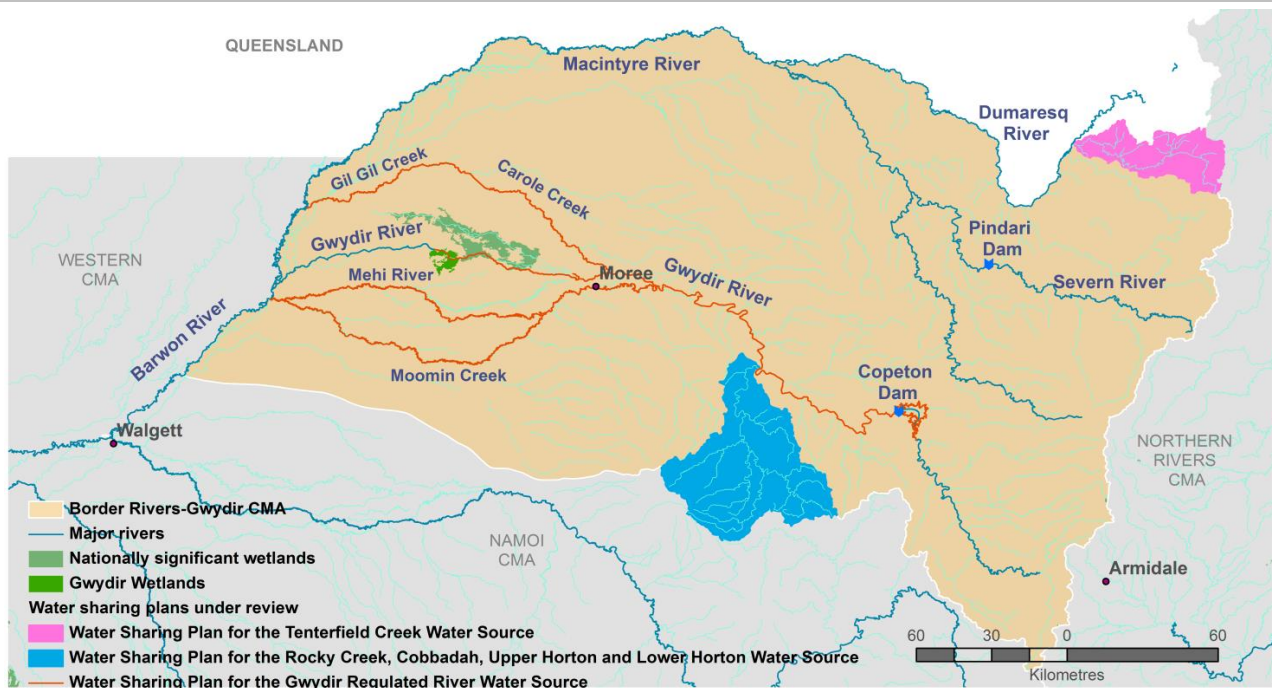 QUEENSLAND
Macintyre River
Dumaresq
River
Gil Gil Creek
Carole Creek
Pindari
Dam
Gwydir River
WESTERN
CMA
Mehi River
Moree
Gwydir River
Severn River
Barwon River
Moomin Creek
Copeton
Dam
Walgett
NORTHERN
RIVERS
CMA
Border Rivers-Gwydir CMA
Major rivers
NAMOI
CMA
Nationally significant wetlands
Gwydir Wetlands
Armidale
Water sharing plans under review
Water Sharing Plan for the Tenterfield Creek Water Source
60 30 0 60
Water Sharing Plan for the Rocky Creek, Cobbadah, Upper Horton and Lower Horton Water Source
Kilometres
Water Sharing Plan for the Gwydir Regulated River Water Source